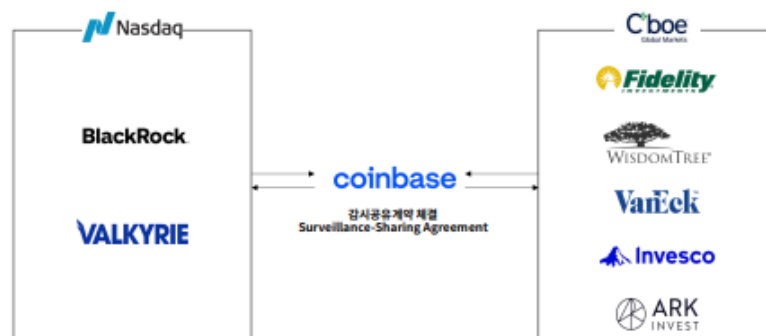 Nasdaq
BlackRock
VALKYRIE
coinbase
감시공유계약 체결
Surveillance-Sharing Agreement
Cboe
Global Markets
Fidelity
INVESTMENTS
WISDOMTREE®
VanEck™
Invesco
ARK
INVEST